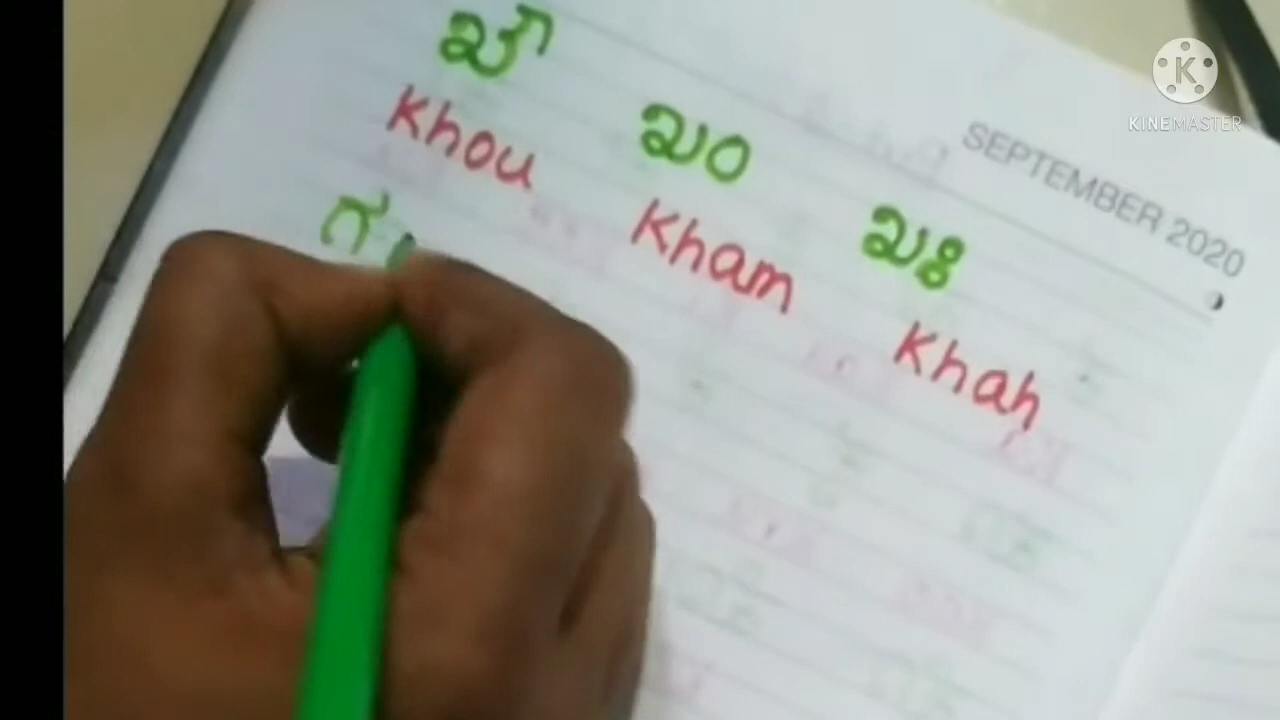 ಖೌ ಖಂ ಖಃ
Khou Kham Khah
ಗ
SEPTEMBER 2020
KINEMASTER